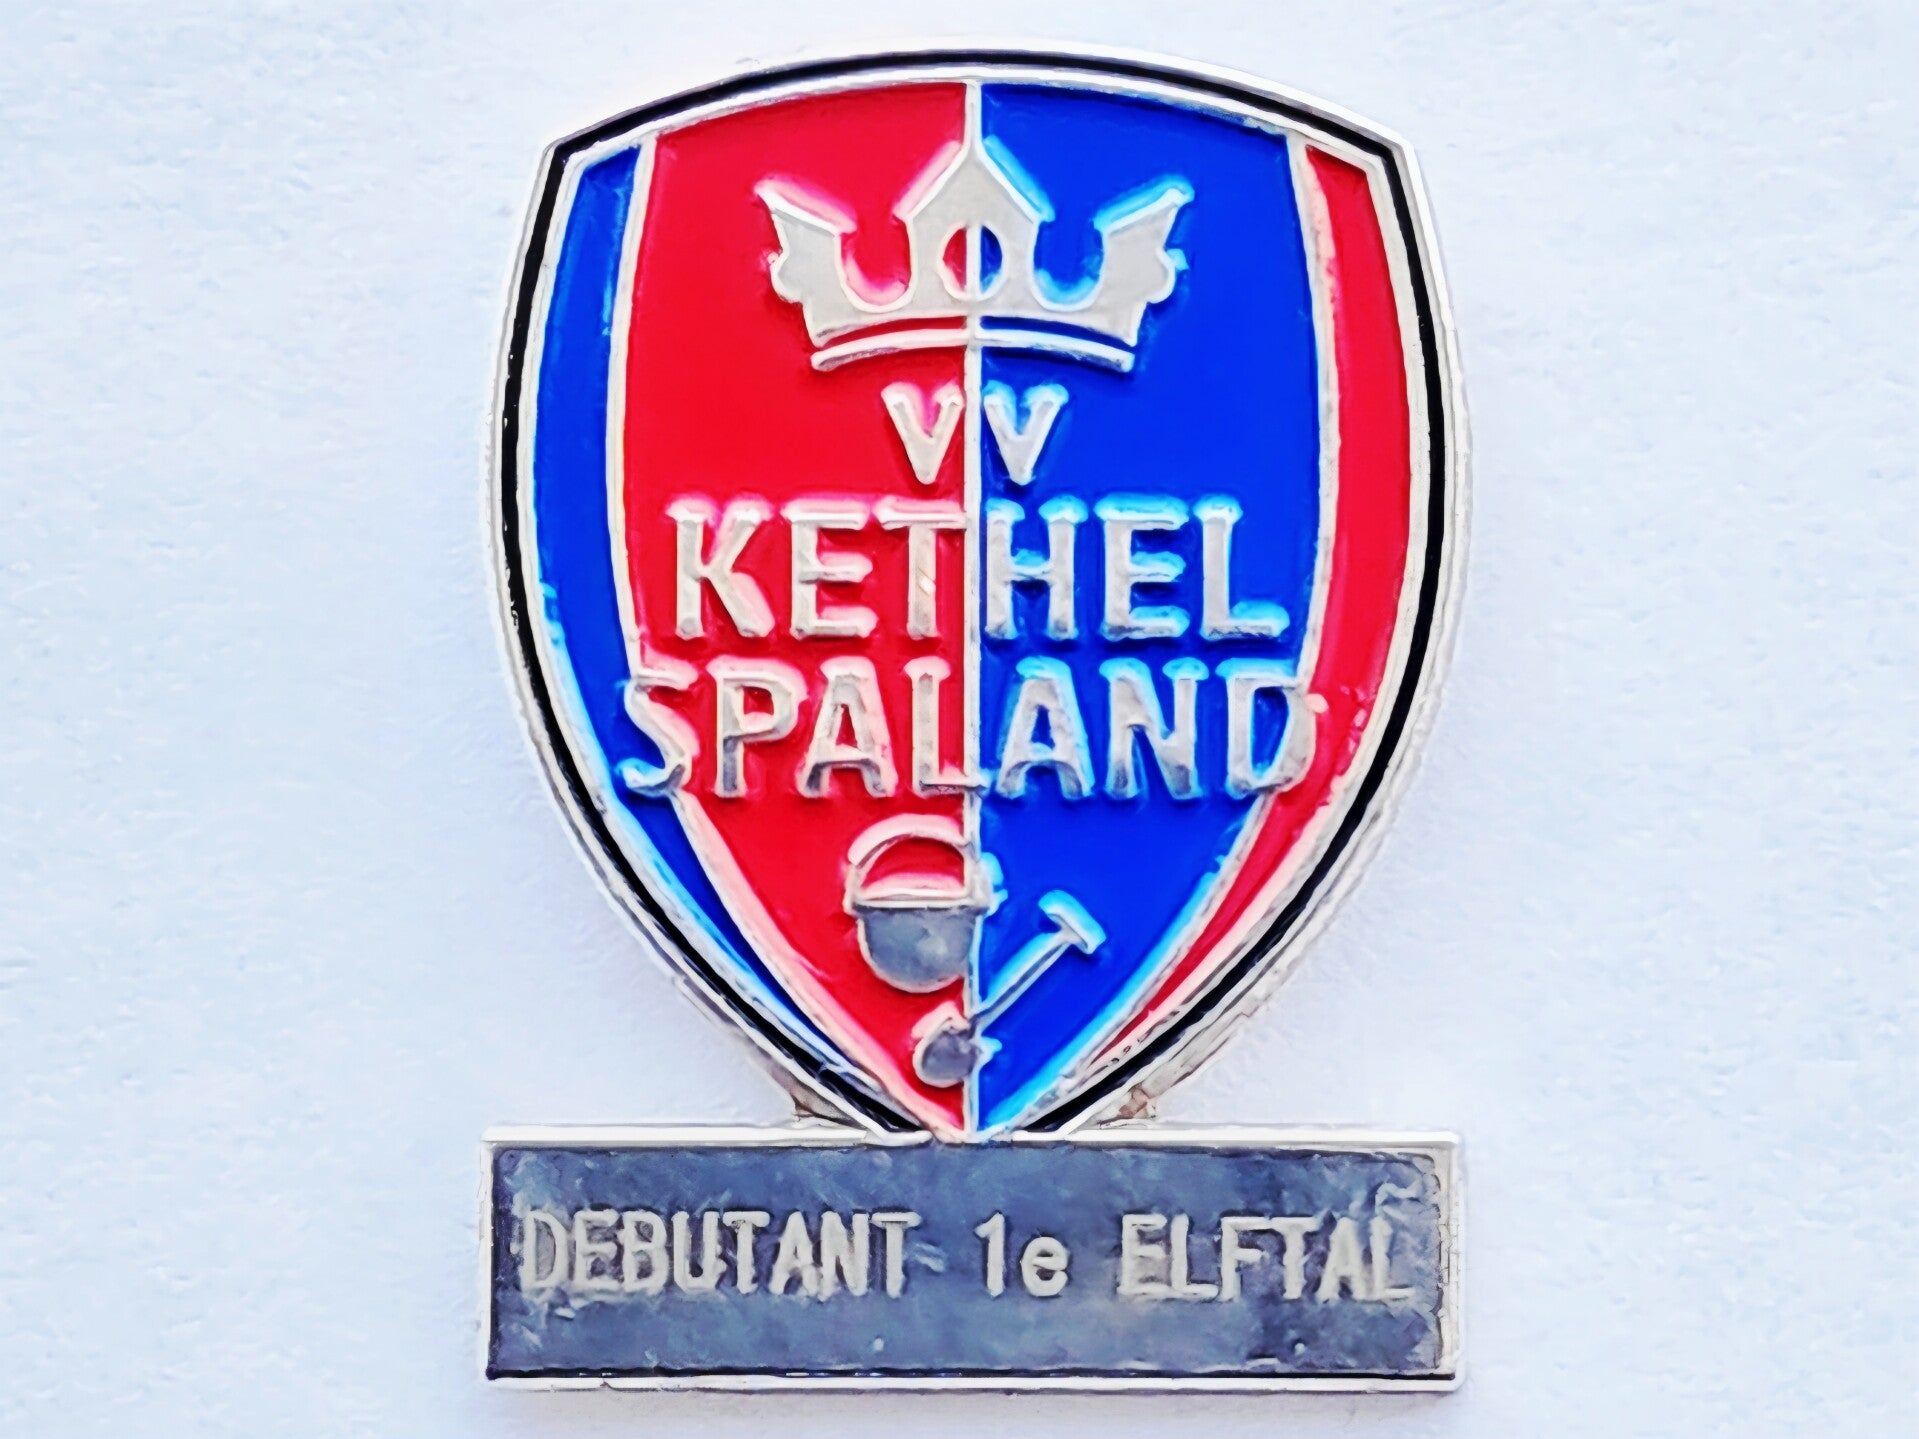 VV
KETHEL
SPALAND
DEBUTANT 1e ELFTAL